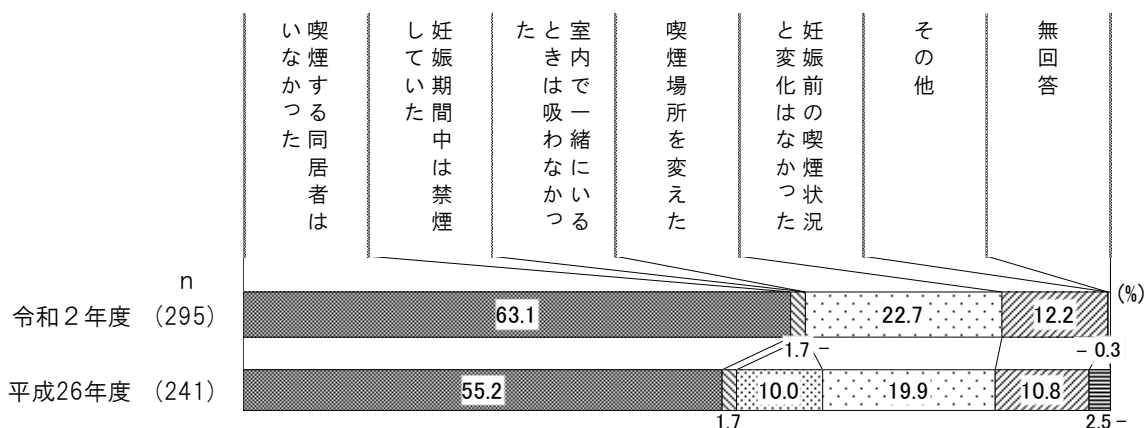 喫煙する同居者は
いなかった
妊娠期間中は禁煙
していた
室内で一緒にいる
ときは吸わなかっ
た
喫煙場所を変えた
妊娠前の喫煙状況
と変化はなかった
その他
無回答
n
(%)
令和２年度 (295)
63.1
22.7
12.2
1.7 −
− 0.3
平成26年度 (241)
55.2
10.0
19.9
10.8
1.7
2.5 −